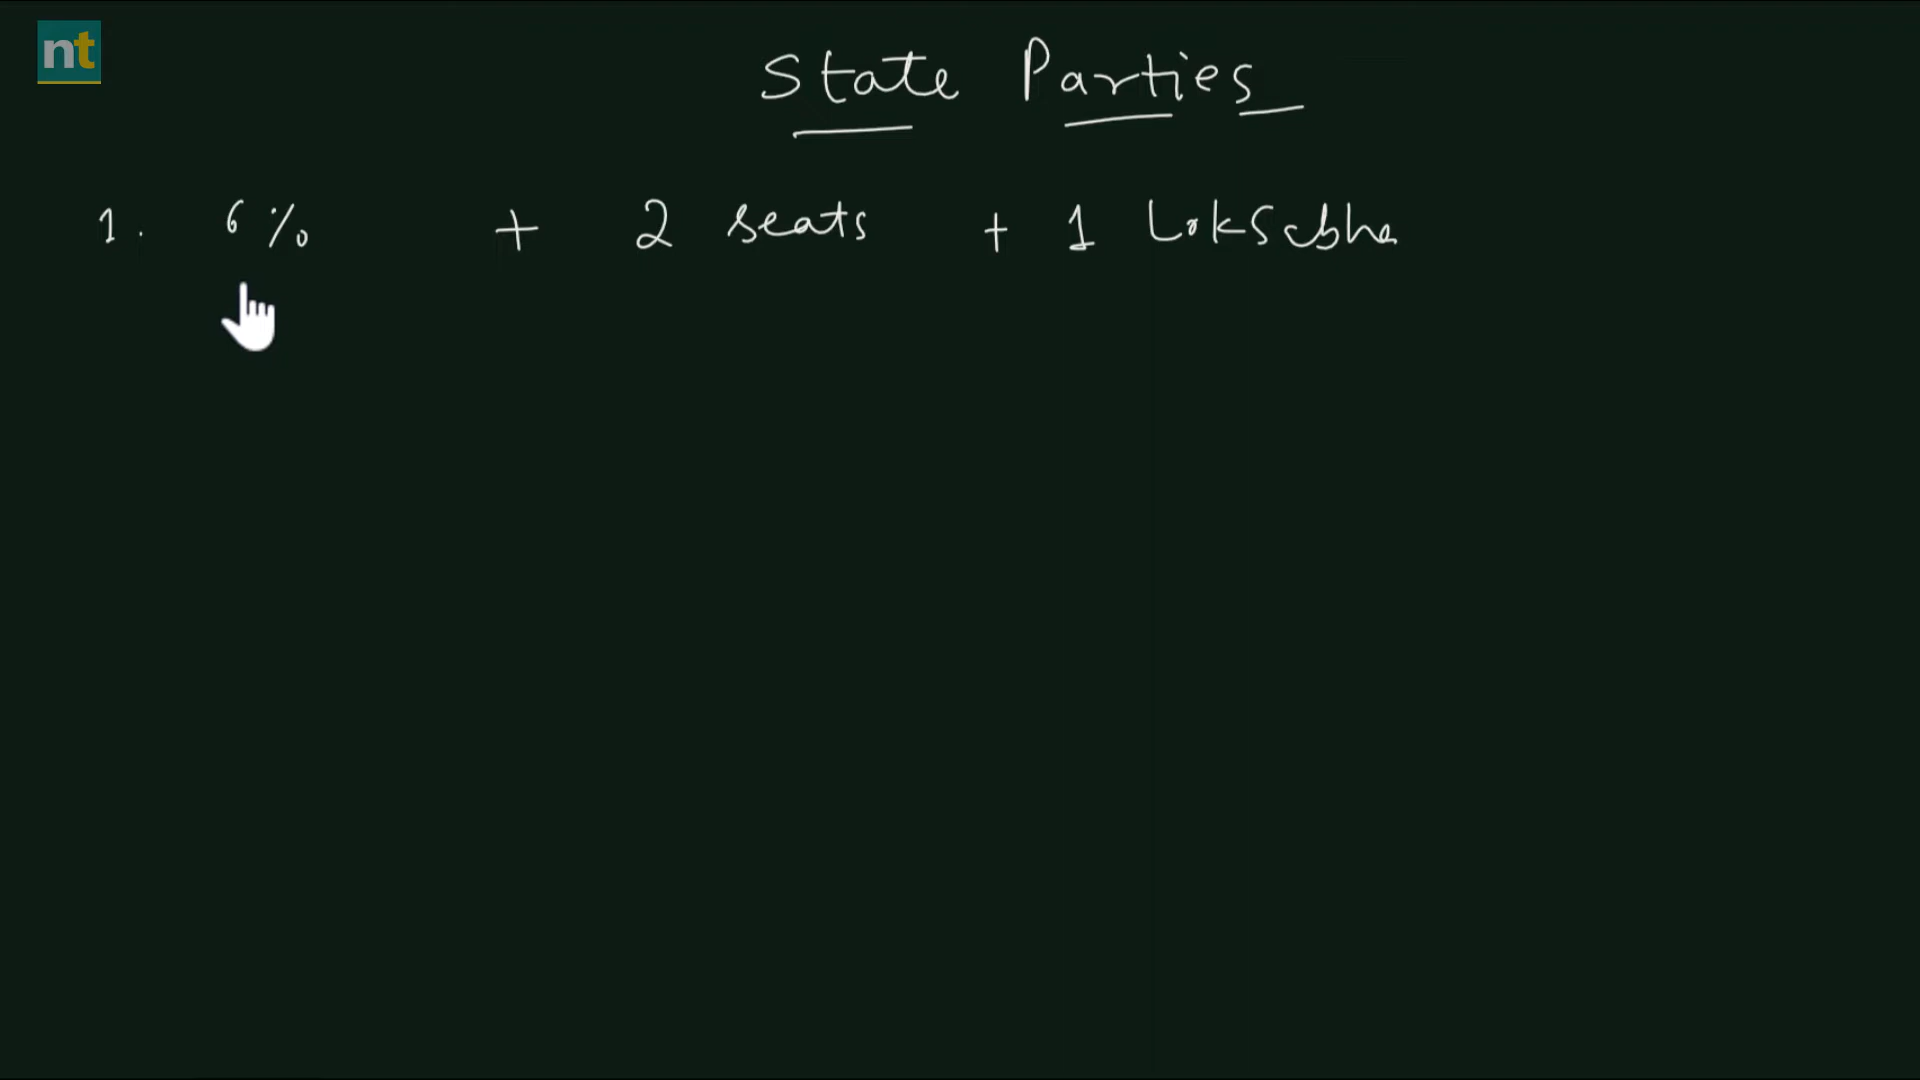 nt
State Parties
1. 6% + 2 seats + 1 LokSabha